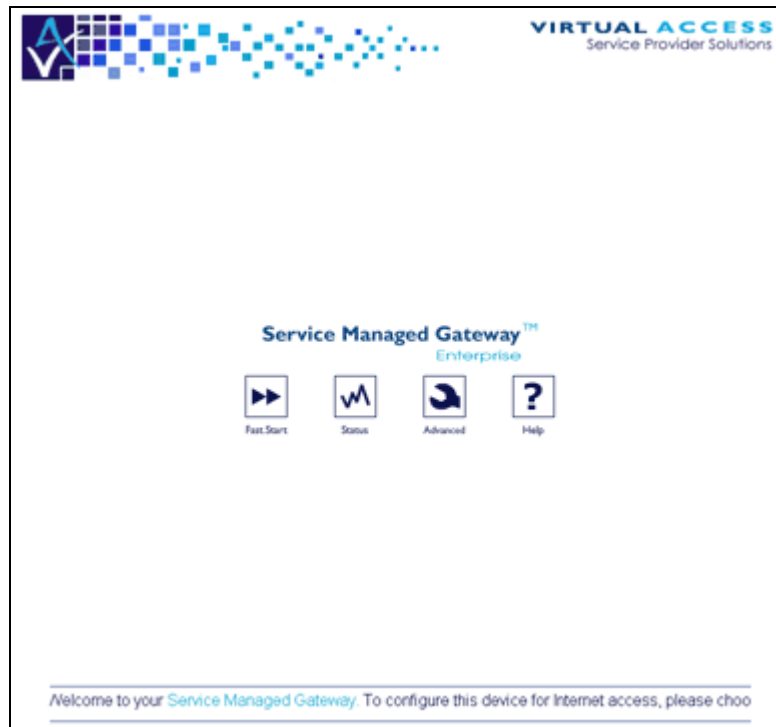 VIRTUAL ACCESS
Service Provider Solutions
Service Managed Gateway™
Enterprise
Fast Start
Status
Advanced
Help
Welcome to your Service Managed Gateway. To configure this device for Internet access, please choo